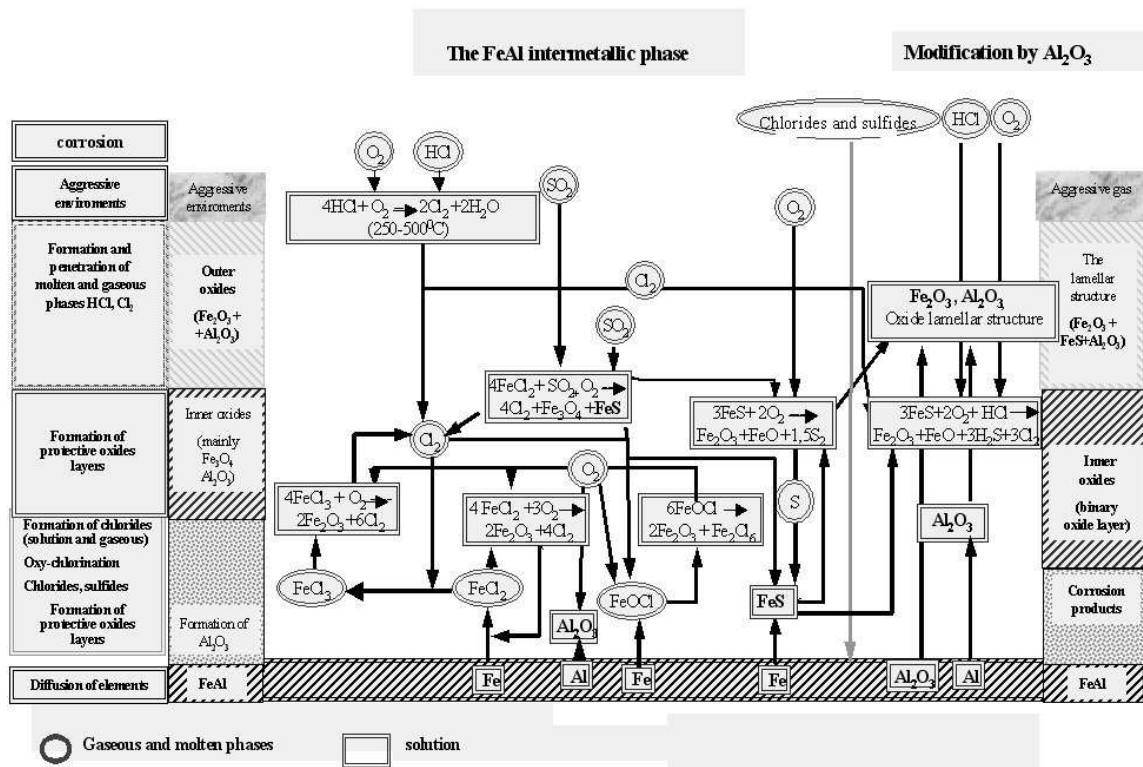 The FeAl intermetallic phase
Modification by Al₂O₃
Chlorides and sulfides
HCl
O₂
corrosion
O₂
HCl
Aggressive
enviroments
Aggressive
enviroments
SO₂
4HCl + O₂ → 2Cl₂ +2H₂O
(250-500⁰C)
O₂
Aggressive gas
Formation and
penetration of
molten and gaseous
phases HCl, Cl₂
Outer
oxides
(Fe₂O₃ +
+Al₂O₃)
Cl₂
SO₂
Fe₂O₃ , Al₂O₃,
Oxide lamellar structure
The
lamellar
structure
(Fe₂O₃ +
FeS+Al₂O₃)
4FeCl₂ + SO₂₊ O₂ →
4Cl₂ + Fe₃O₄ + FeS
Formation of
protective oxides
layers
Inner oxides
(mainly
Fe₃O₄
Al₂O₃)
Cl₂
3FeS + 2O₂ →
Fe₂O₃ + FeO + 1,5S₂
3FeS + 2O₂ + HCl →
Fe₂O₃ + FeO + 3H₂S + 3Cl₂
Inner
oxides
(binary
oxide layer)
O₂
4FeCl₃ + O₂ →
2Fe₂O₃ +6Cl₂
4 FeCl₂ +3O₂ →
2Fe₂O₃ +4Cl₂
6FeOCl →
2Fe₂O₃ + Fe₂Cl₆
S
Al₂O₃
Formation of chlorides
(solution and gaseous)
Oxy-chlorination
Chlorides, sulfides
Formation of
protective oxides
layers
Formation of
Al₂O₃
FeCl₃
FeCl₂
Al₂O₃
FeOCl
FeS
Corrosion
products
Diffusion of elements
FeAl
Fe
Al
Fe
Fe
Al₂O₃
Al
FeAl
Gaseous and molten phases
solution